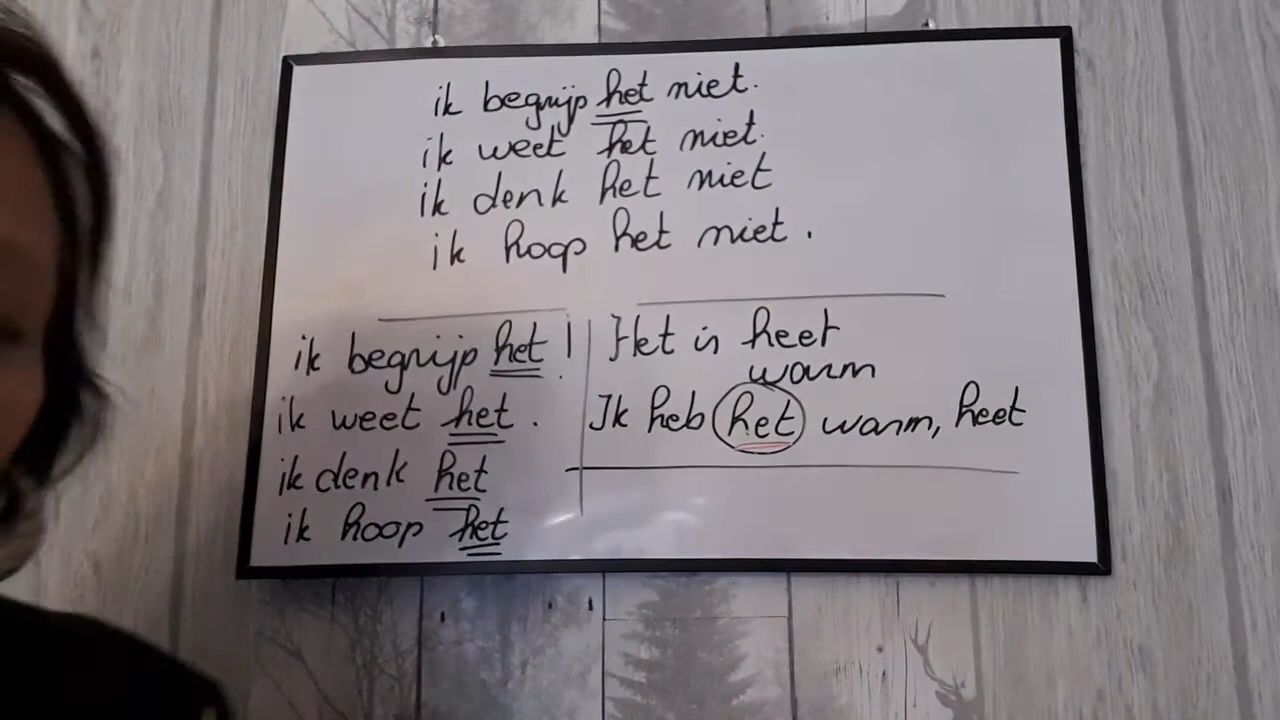 ik begrijp het niet.
ik weet het niet.
ik denk het niet
ik hoop het niet.
ik begrijp het!
ik weet het.
ik denk het
ik hoop het
Het is heet
warm
Ik heb het warm, heet